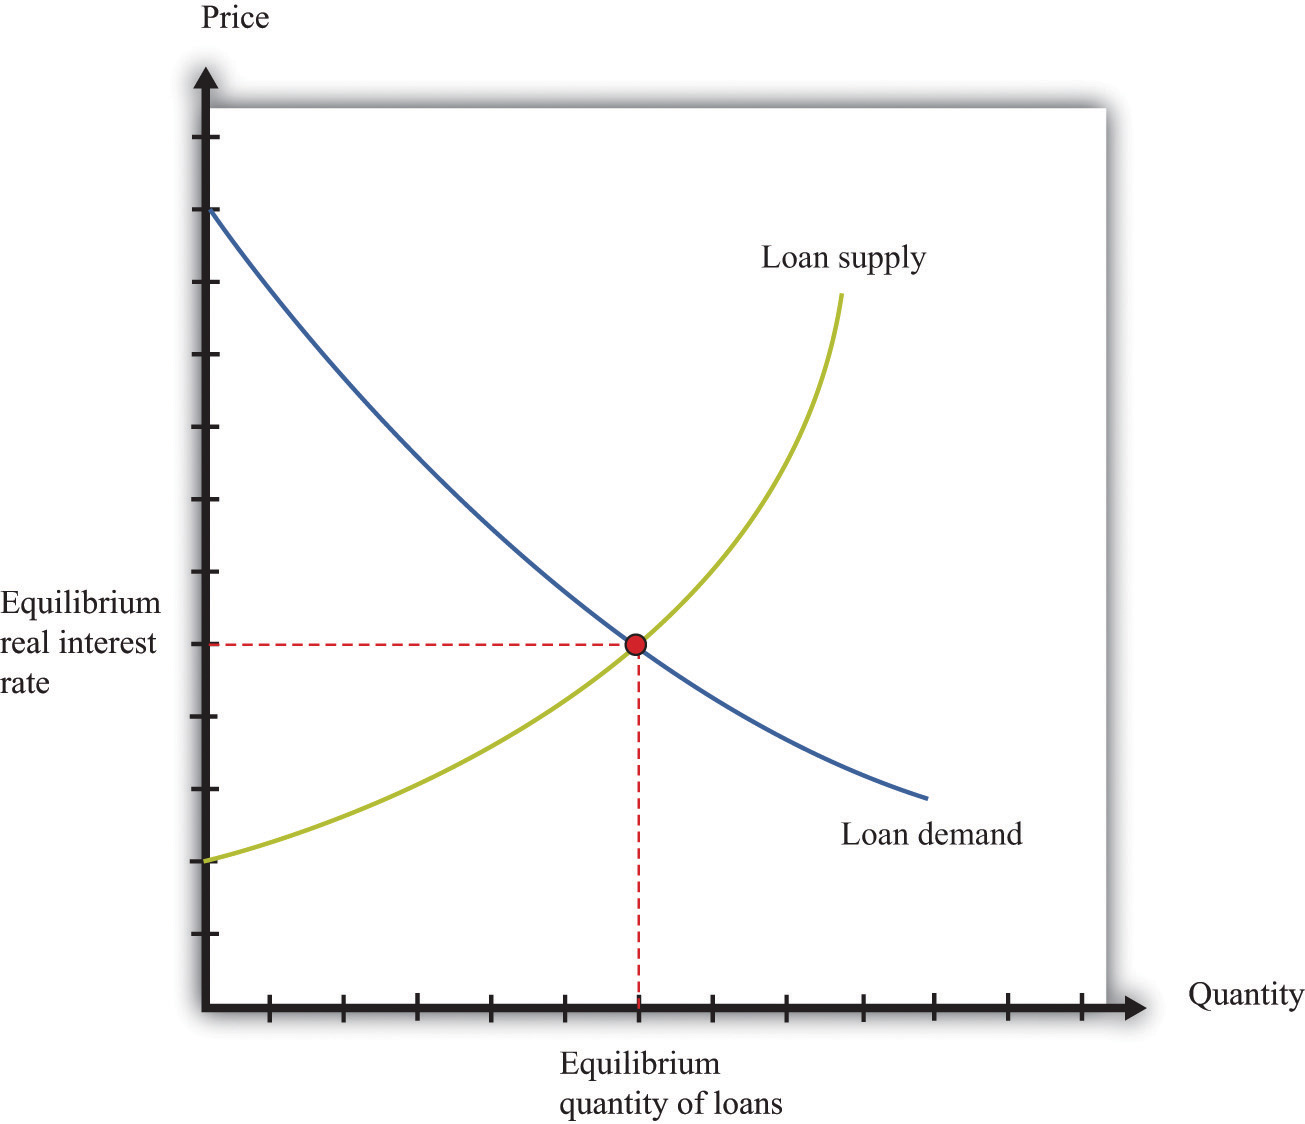 Price
Loan supply
Equilibrium
real interest
rate
Loan demand
Quantity
Equilibrium
quantity of loans